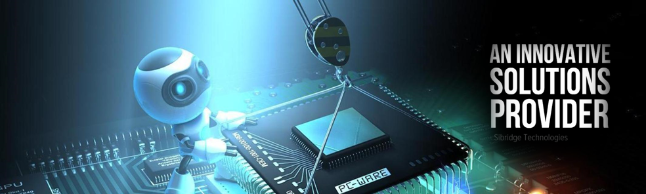 AN INNOVATIVE
SOLUTIONS
PROVIDER
- Sibridge Technologies
PC-WARE